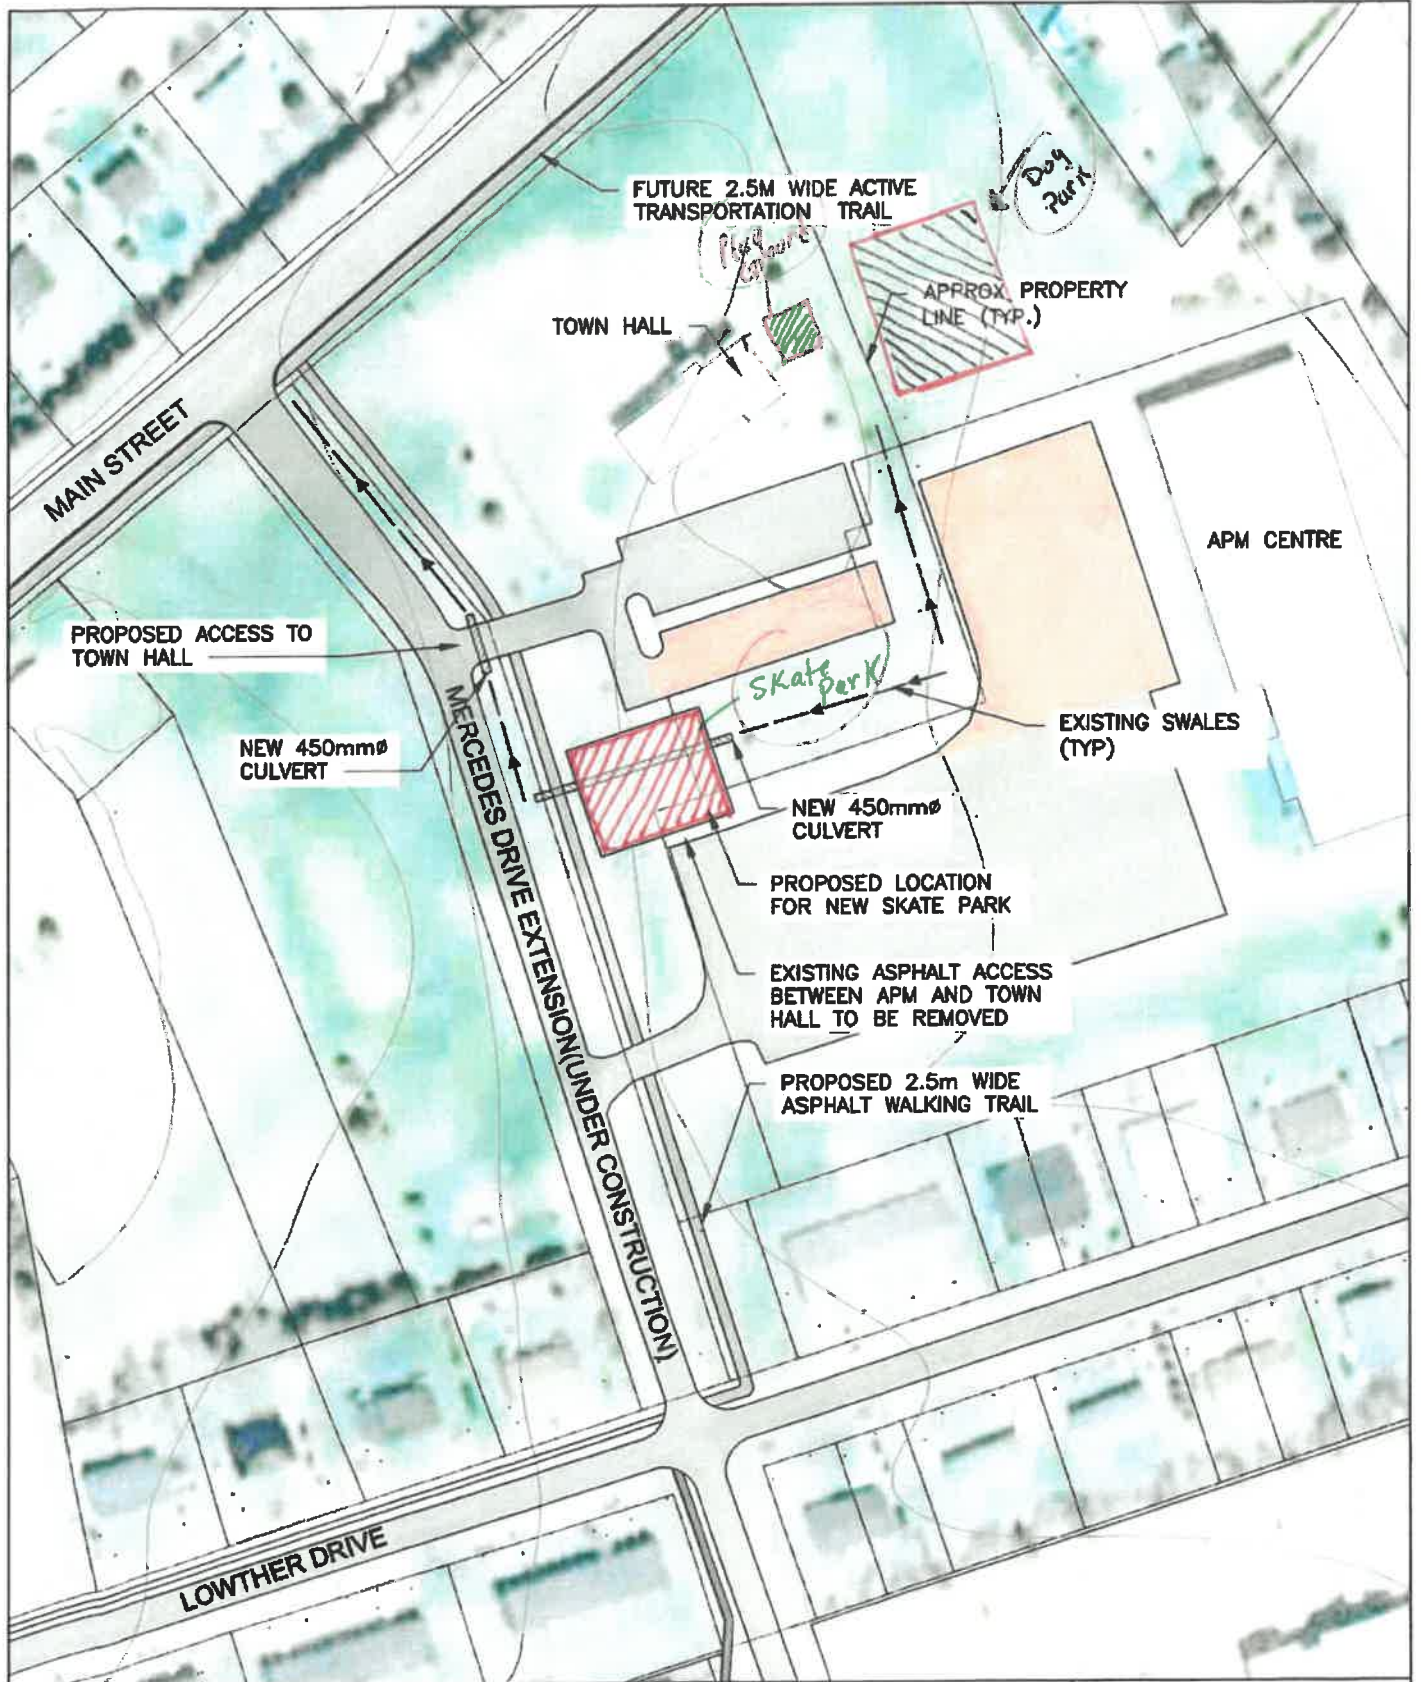 FUTURE 2.5M WIDE ACTIVE
TRANSPORTATION TRAIL
Dog
Park
Play
TOWN HALL
APPROX. PROPERTY
LINE (TYP.)
MAIN STREET
APM CENTRE
PROPOSED ACCESS TO
TOWN HALL
Skate
Park
NEW 450mmø
CULVERT
EXISTING SWALES
(TYP)
MERCEDES DRIVE EXTENSION(UNDER CONSTRUCTION)
NEW 450mmø
CULVERT
PROPOSED LOCATION
FOR NEW SKATE PARK
EXISTING ASPHALT ACCESS
BETWEEN APM AND TOWN
HALL TO BE REMOVED
PROPOSED 2.5m WIDE
ASPHALT WALKING TRAIL
LOWTHER DRIVE